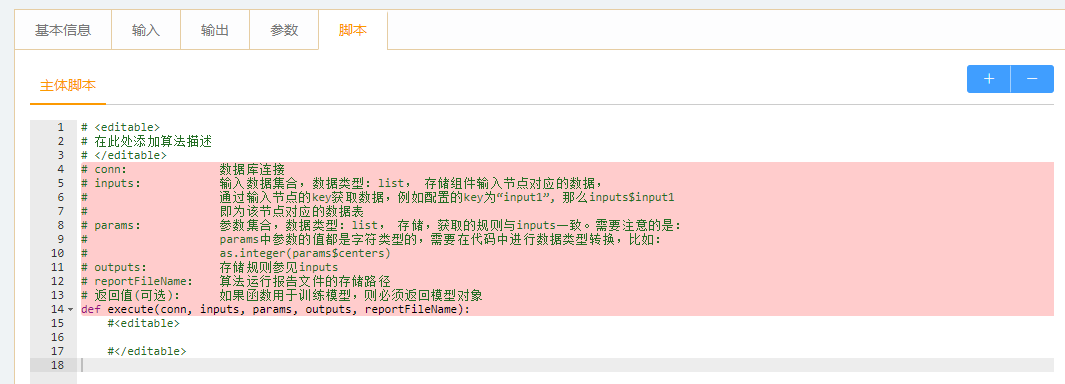 基本信息 输入 输出 参数 脚本
主体脚本 + −
1 # <editable>
2 # 在此处添加算法描述
3 # </editable>
4 # conn: 数据库连接
5 # inputs: 输入数据集合，数据类型：list， 存储组件输入节点对应的数据，
6 # 通过输入节点的key获取数据，例如配置的key为“input1”, 那么inputs$input1
7 # 即为该节点对应的数据表
8 # params: 参数集合，数据类型：list， 存储，获取的规则与inputs一致。需要注意的是：
9 # params中参数的值都是字符类型的，需要在代码中进行数据类型转换，比如：
10 # as.integer(params$centers)
11 # outputs: 存储规则参见inputs
12 # reportFileName: 算法运行报告文件的存储路径
13 # 返回值(可选): 如果函数用于训练模型，则必须返回模型对象
14 def execute(conn, inputs, params, outputs, reportFileName):
15 #<editable>
16
17 #</editable>
18